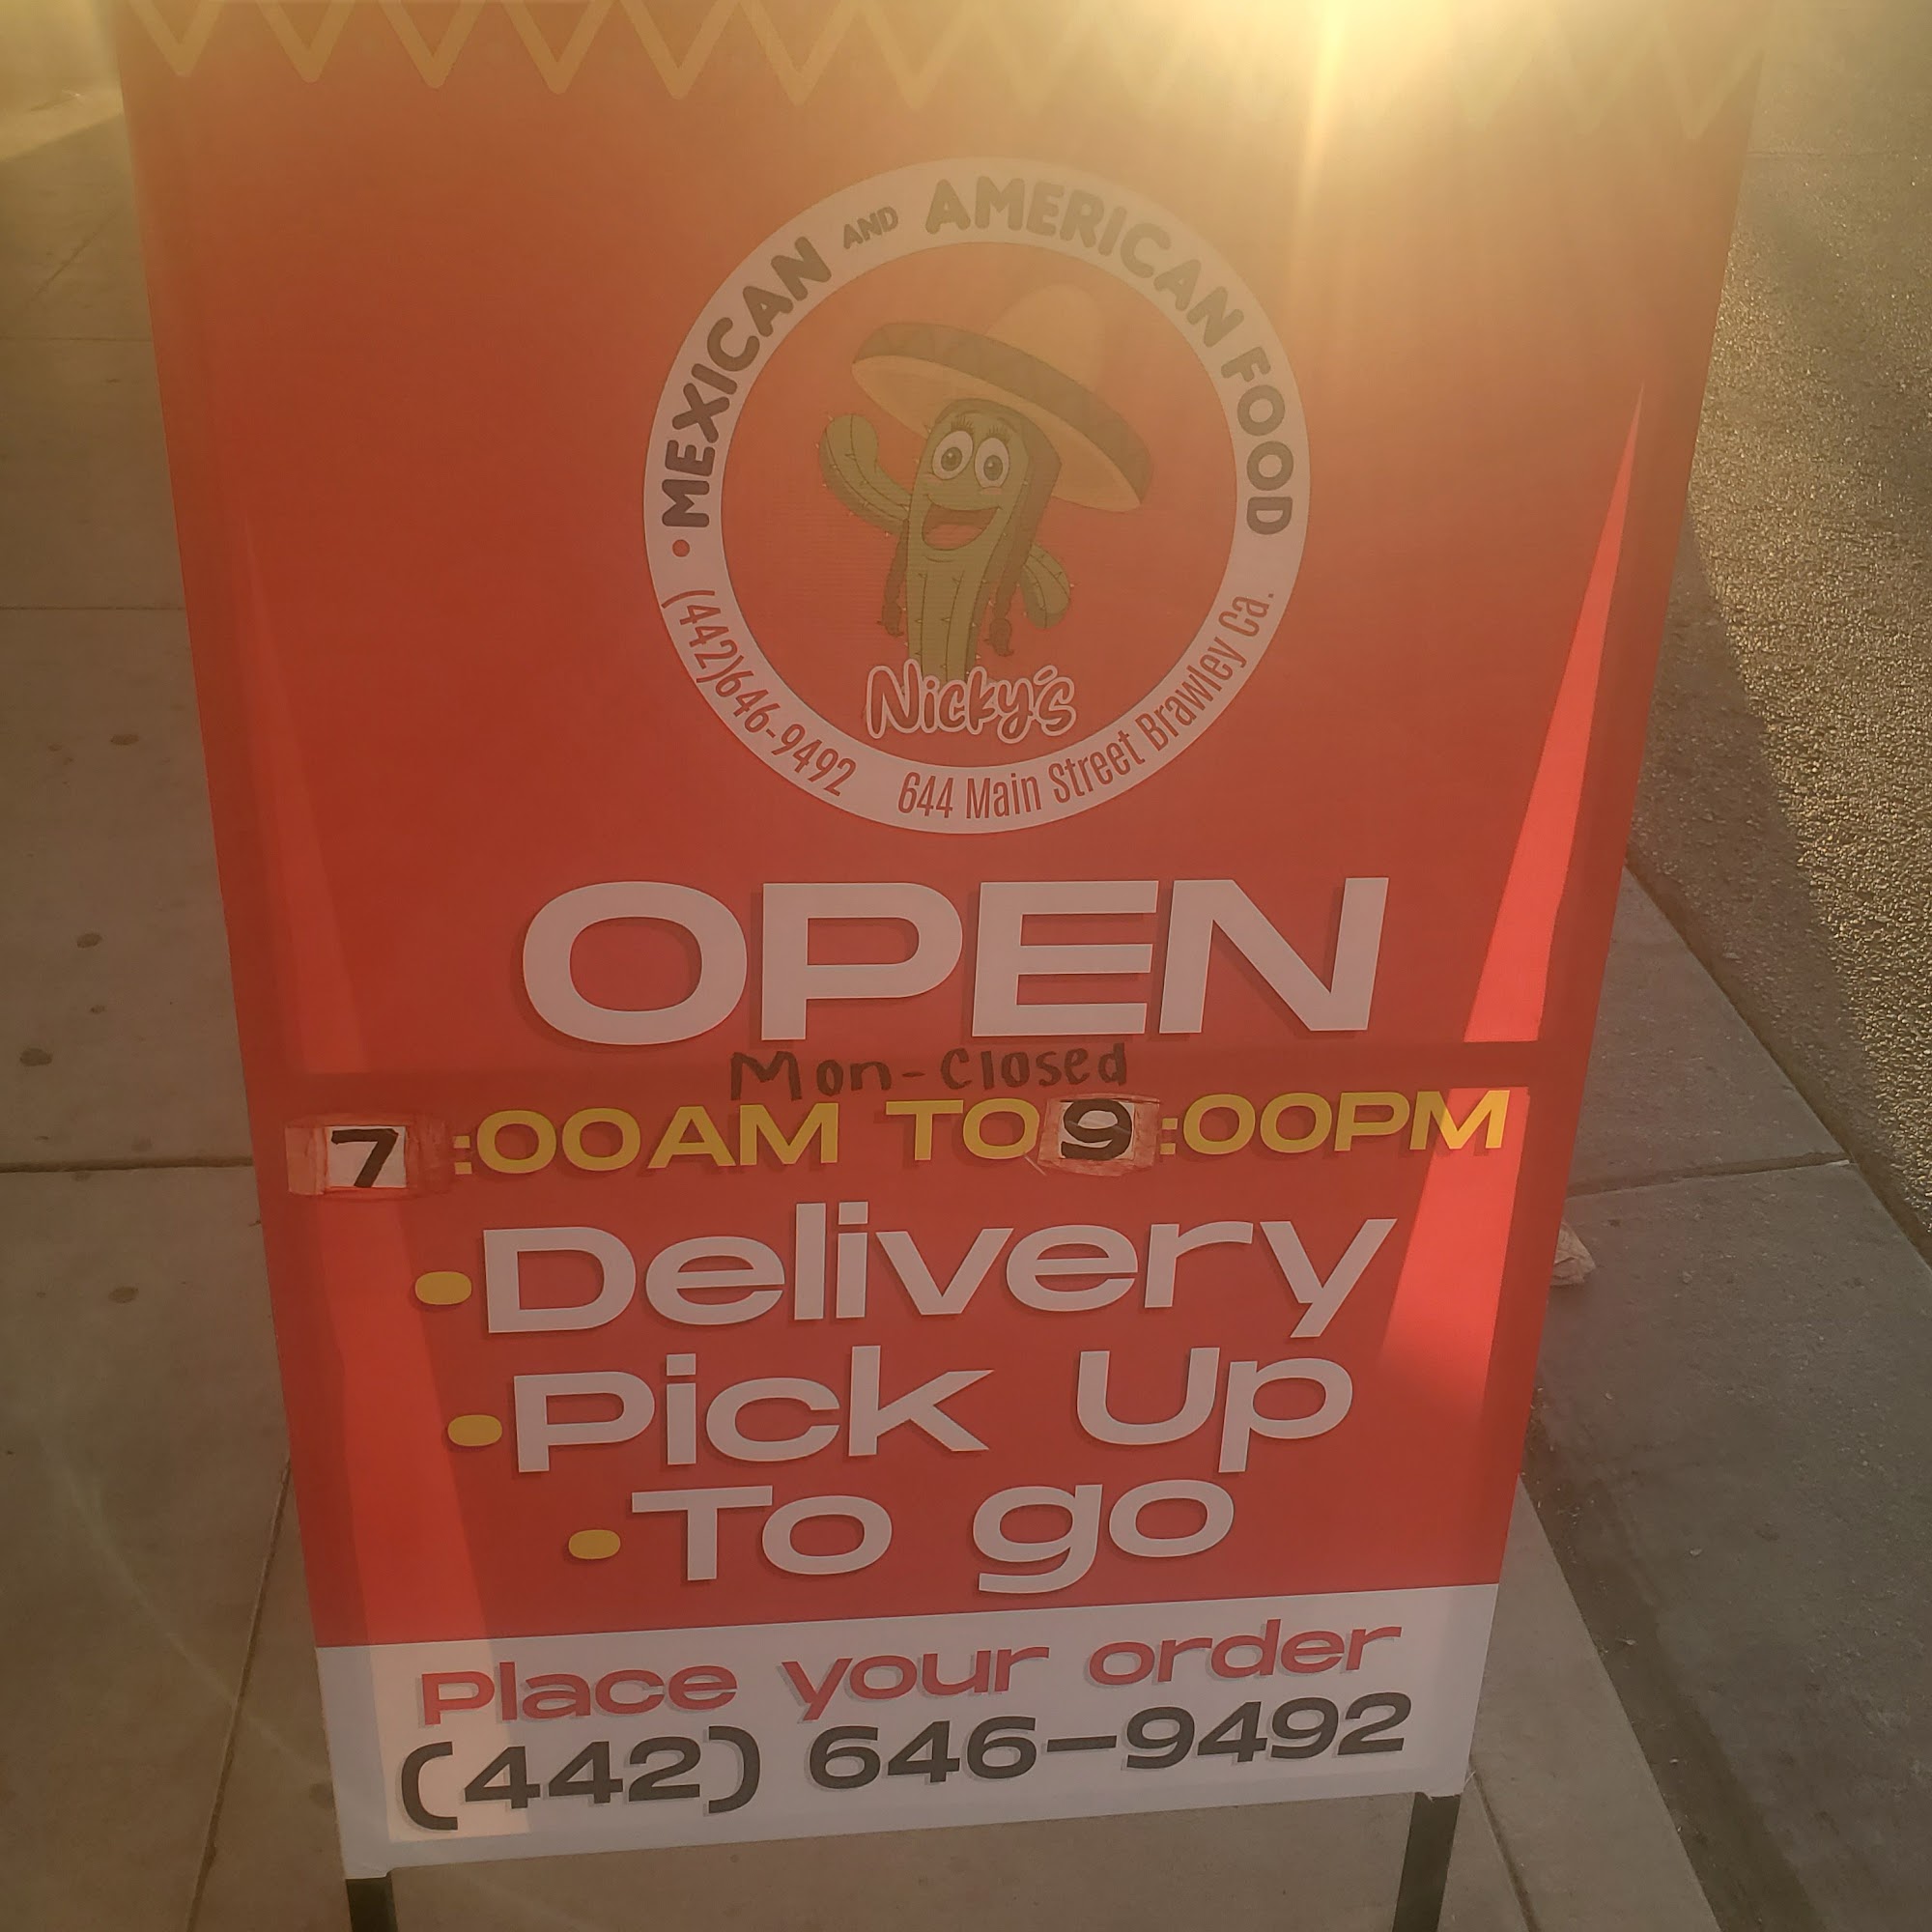 • MEXICAN AND AMERICAN FOOD
(442)646-9492 644 Main Street Brawley Ca.
Nicky's
OPEN
Mon-Closed
7:00AM TO 9:00PM
•Delivery
•Pick Up
•To go
Place your order
(442) 646-9492